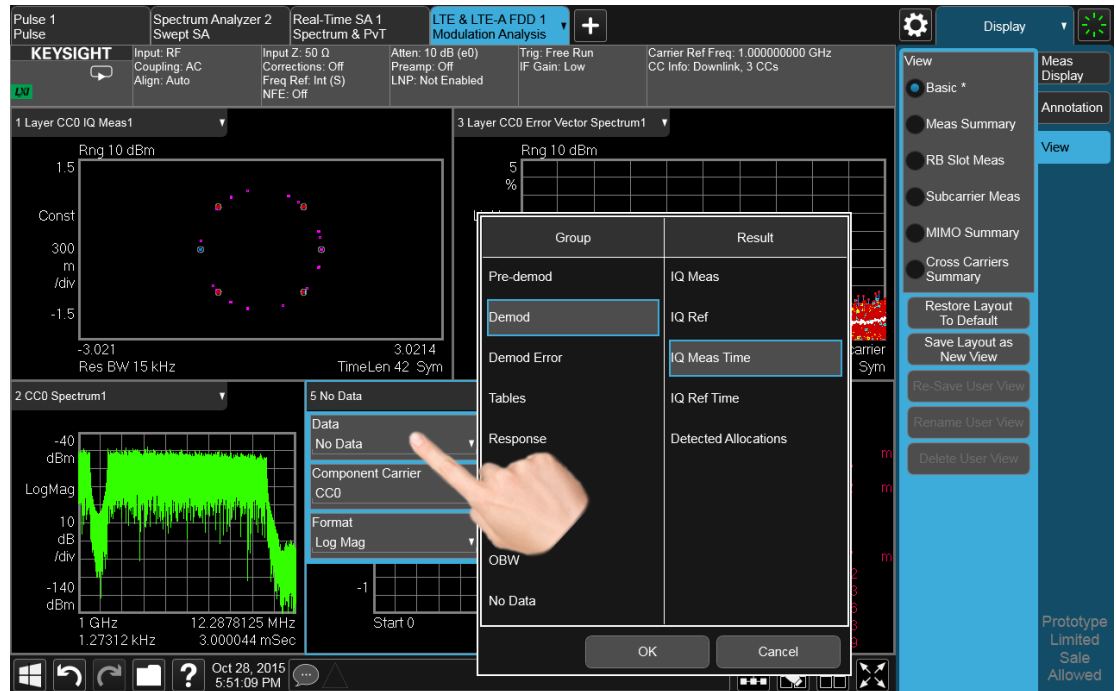 Pulse 1
Pulse
Spectrum Analyzer 2
Swept SA
Real-Time SA 1
Spectrum & PvT
LTE & LTE-A FDD 1
Modulation Analysis
Display
KEYSIGHT
LXI
Input: RF
Coupling: AC
Align: Auto
Input Z: 50 Ω
Corrections: Off
Freq Ref: Int (S)
NFE: Off
Atten: 10 dB (e0)
Preamp: Off
LNP: Not Enabled
Trig: Free Run
IF Gain: Low
Carrier Ref Freq: 1.000000000 GHz
CC Info: Downlink, 3 CCs
1 Layer CC0 IQ Meas1
Rng 10 dBm
1.5
Const
300
m
/div
-1.5
-3.021
3.0214
Res BW 15 kHz
TimeLen 42 Sym
3 Layer CC0 Error Vector Spectrum1
Rng 10 dBm
5
%
carrier
Sym
2 CC0 Spectrum1
-40
dBm
LogMag
10
dB
/div
-140
dBm
1 GHz
12.2878125 MHz
1.27312 kHz
3.000044 mSec
5 No Data
Data
No Data
Component Carrier
CC0
Format
Log Mag
-1
Start 0
m
m
m
2
3
6
3
9
Group
Result
Pre-demod
Demod
Demod Error
Tables
Response
OBW
No Data
IQ Meas
IQ Ref
IQ Meas Time
IQ Ref Time
Detected Allocations
OK
Cancel
View
Basic *
Meas Summary
RB Slot Meas
Subcarrier Meas
MIMO Summary
Cross Carriers
Summary
Restore Layout
To Default
Save Layout as
New View
Re-Save User View
Rename User View
Delete User View
Meas
Display
Annotation
View
Prototype
Limited
Sale
Allowed
?
Oct 28, 2015
5:51:09 PM